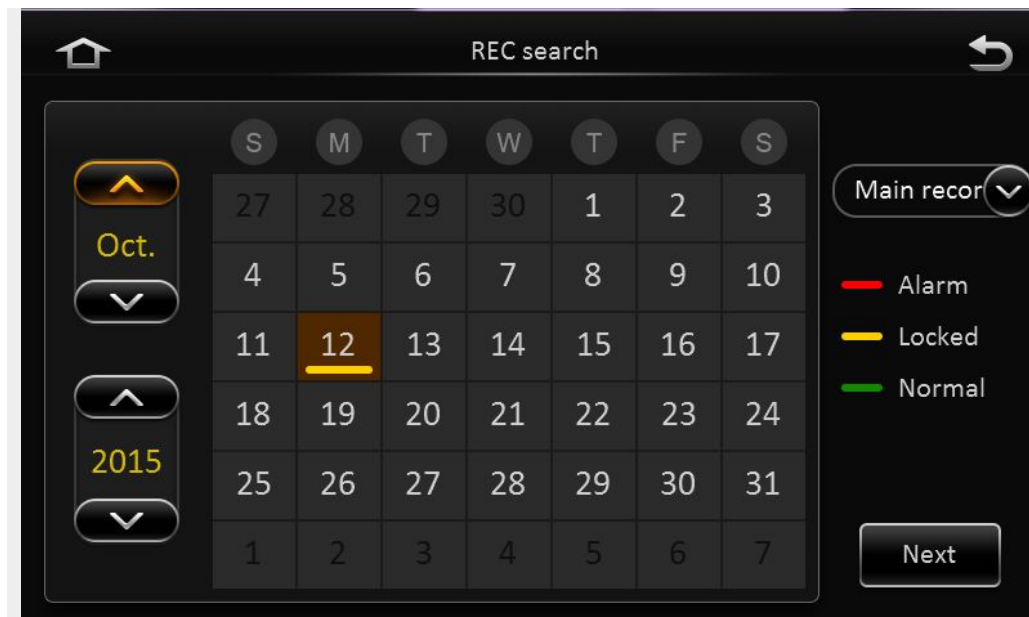 REC search
S M T W T F S
27 28 29 30 1 2 3
Main recor
Oct.
4 5 6 7 8 9 10
Alarm
11 12 13 14 15 16 17
Locked
Normal
18 19 20 21 22 23 24
2015
25 26 27 28 29 30 31
1 2 3 4 5 6 7
Next